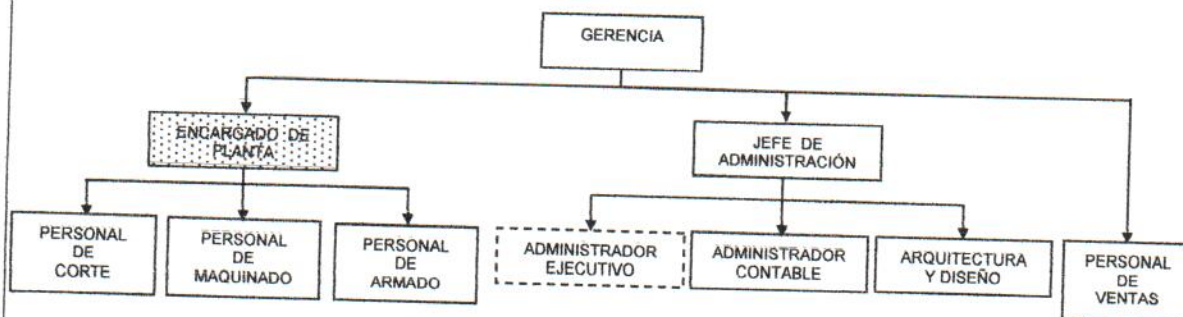 GERENCIA
ENCARGADO DE
PLANTA
JEFE DE
ADMINISTRACIÓN
PERSONAL
DE
CORTE
PERSONAL
DE
MAQUINADO
PERSONAL
DE
ARMADO
ADMINISTRADOR
EJECUTIVO
ADMINISTRADOR
CONTABLE
ARQUITECTURA
Y DISEÑO
PERSONAL
DE
VENTAS